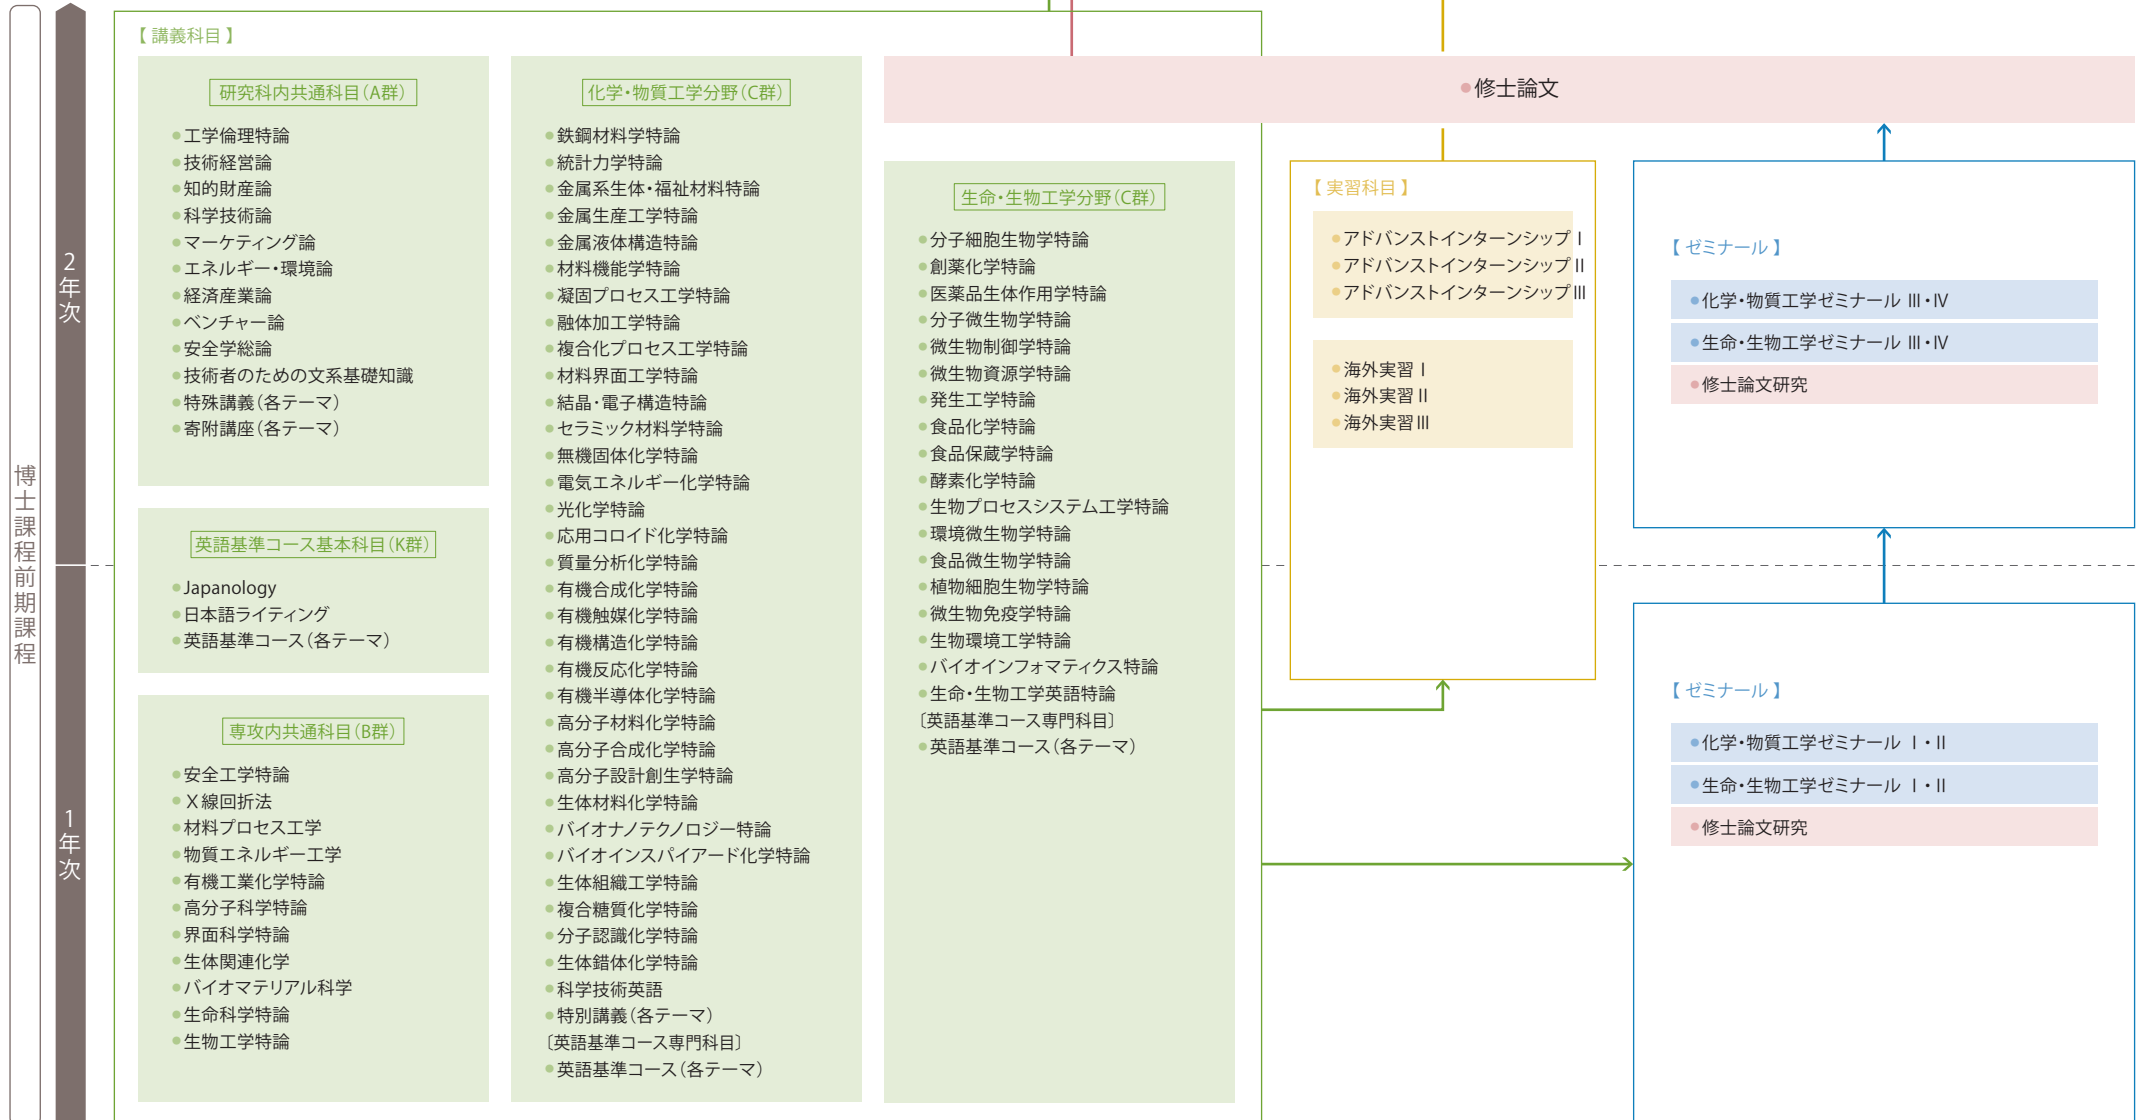 博士課程前期課程
2年次
1年次
【 講義科目 】
研究科内共通科目(A群)
●工学倫理特論
●技術経営論
●知的財産論
●科学技術論
●マーケティング論
●エネルギー・環境論
●経済産業論
●ベンチャー論
●安全学総論
●技術者のための文系基礎知識
●特殊講義(各テーマ)
●寄附講座(各テーマ)
英語基準コース基本科目(K群)
●Japanology
●日本語ライティング
●英語基準コース(各テーマ)
専攻内共通科目(B群)
●安全工学特論
●X線回折法
●材料プロセス工学
●物質エネルギー工学
●有機工業化学特論
●高分子科学特論
●界面科学特論
●生体関連化学
●バイオマテリアル科学
●生命科学特論
●生物工学特論
化学・物質工学分野(C群)
●鉄鋼材料学特論
●統計力学特論
●金属系生体・福祉材料特論
●金属生産工学特論
●金属液体構造特論
●材料機能学特論
●凝固プロセス工学特論
●融体加工学特論
●複合化プロセス工学特論
●材料界面工学特論
●結晶・電子構造特論
●セラミック材料学特論
●無機固体化学特論
●電気エネルギー化学特論
●光化学特論
●応用コロイド化学特論
●質量分析化学特論
●有機合成化学特論
●有機触媒化学特論
●有機構造化学特論
●有機反応化学特論
●有機半導体化学特論
●高分子材料化学特論
●高分子合成化学特論
●高分子設計創生学特論
●生体材料化学特論
●バイオナノテクノロジー特論
●バイオインスパイアード化学特論
●生体組織工学特論
●複合糖質化学特論
●分子認識化学特論
●生体錯体化学特論
●科学技術英語
●特別講義(各テーマ)
〔英語基準コース専門科目〕
●英語基準コース(各テーマ)
●修士論文
生命・生物工学分野(C群)
●分子細胞生物学特論
●創薬化学特論
●医薬品生体作用学特論
●分子微生物学特論
●微生物制御学特論
●微生物資源学特論
●発生工学特論
●食品化学特論
●食品保蔵学特論
●酵素化学特論
●生物プロセスシステム工学特論
●環境微生物学特論
●食品微生物学特論
●植物細胞生物学特論
●微生物免疫学特論
●生物環境工学特論
●バイオインフォマティクス特論
●生命・生物工学英語特論
〔英語基準コース専門科目〕
●英語基準コース(各テーマ)
【 実習科目 】
●アドバンストインターンシップ I
●アドバンストインターンシップ II
●アドバンストインターンシップ III
●海外実習 I
●海外実習 II
●海外実習 III
【 ゼミナール 】
●化学・物質工学ゼミナール III・IV
●生命・生物工学ゼミナール III・IV
●修士論文研究
【 ゼミナール 】
●化学・物質工学ゼミナール I・II
●生命・生物工学ゼミナール I・II
●修士論文研究